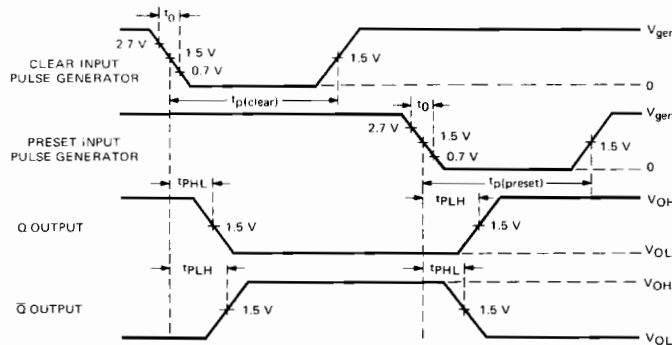 t0
Vgen
2.7 V
1.5 V
0.7 V
1.5 V
CLEAR INPUT
PULSE GENERATOR
tp(clear)
0
t0
Vgen
2.7 V
1.5 V
0.7 V
1.5 V
PRESET INPUT
PULSE GENERATOR
0
tp(preset)
tPHL
tPLH
VOH
Q OUTPUT
1.5 V
1.5 V
VOL
tPLH
tPHL
VOH
Q̅ OUTPUT
1.5 V
1.5 V
VOL